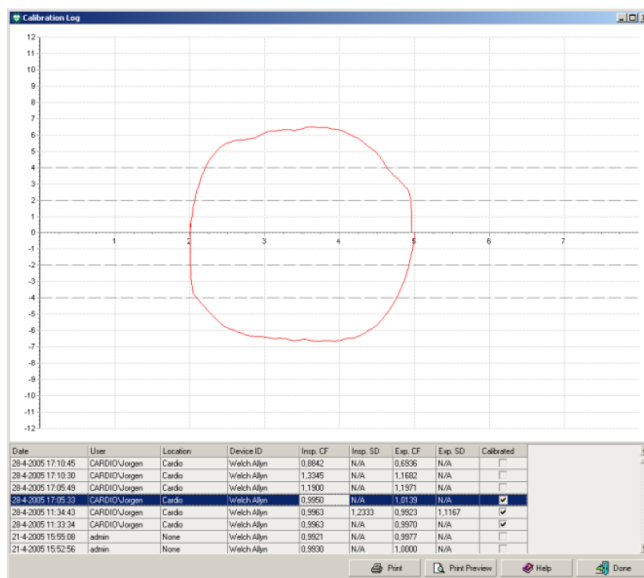 Calibration Log
12
11
10
9
8
7
6
5
4
3
2
1
0
1 2 3 4 5 6 7
-1
-2
-3
-4
-5
-6
-7
-8
-9
-10
-11
-12
Date User Location Device ID Insp. CF Insp. SD Exp. CF Exp. SD Calibrated
28-4-2005 17:10:45 CARDIO\Jorgen Cardio Welch Allyn 0,8842 N/A 0,6936 N/A
28-4-2005 17:10:30 CARDIO\Jorgen Cardio Welch Allyn 1,3345 N/A 1,1682 N/A
28-4-2005 17:05:49 CARDIO\Jorgen Cardio Welch Allyn 1,1900 N/A 1,1971 N/A
28-4-2005 17:05:33 CARDIO\Jorgen Cardio Welch Allyn 0,9950 N/A 1,0139 N/A
28-4-2005 11:34:43 CARDIO\Jorgen Cardio Welch Allyn 0,9963 1,2333 0,9923 1,1167
28-4-2005 11:33:34 CARDIO\Jorgen Cardio Welch Allyn 0,9963 N/A 0,9970 N/A
21-4-2005 15:55:08 admin None Welch Allyn 0,9921 N/A 0,9977 N/A
21-4-2005 15:52:56 admin None Welch Allyn 0,9930 N/A 1,0000 N/A
Print Print Preview Help Done